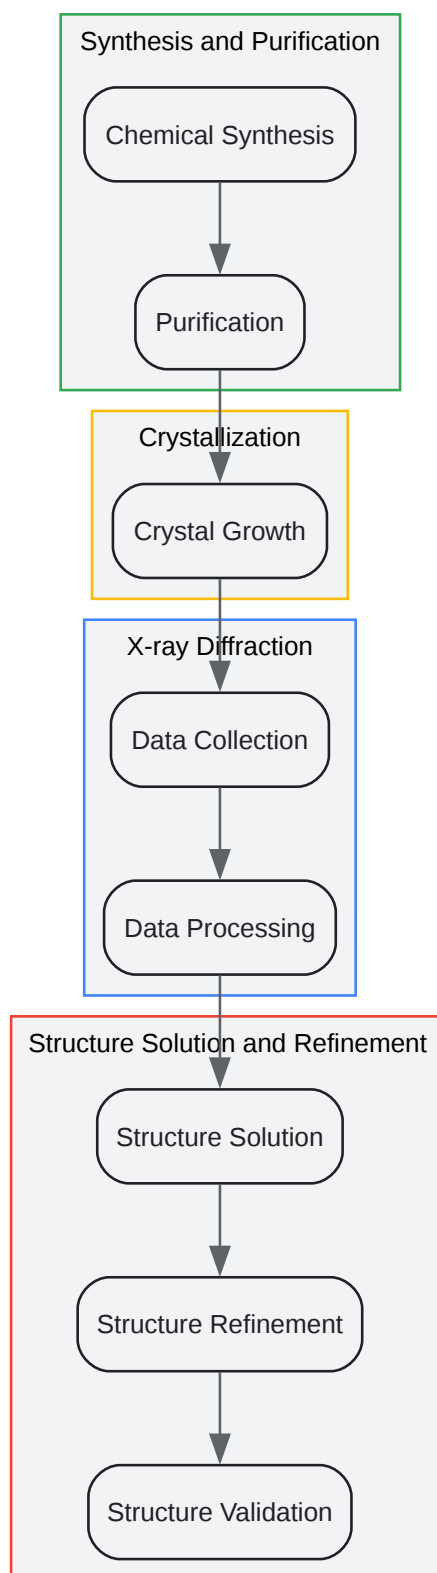 Synthesis and Purification
Chemical Synthesis
Purification
Crystallization
Crystal Growth
X-ray Diffraction
Data Collection
Data Processing
Structure Solution and Refinement
Structure Solution
Structure Refinement
Structure Validation